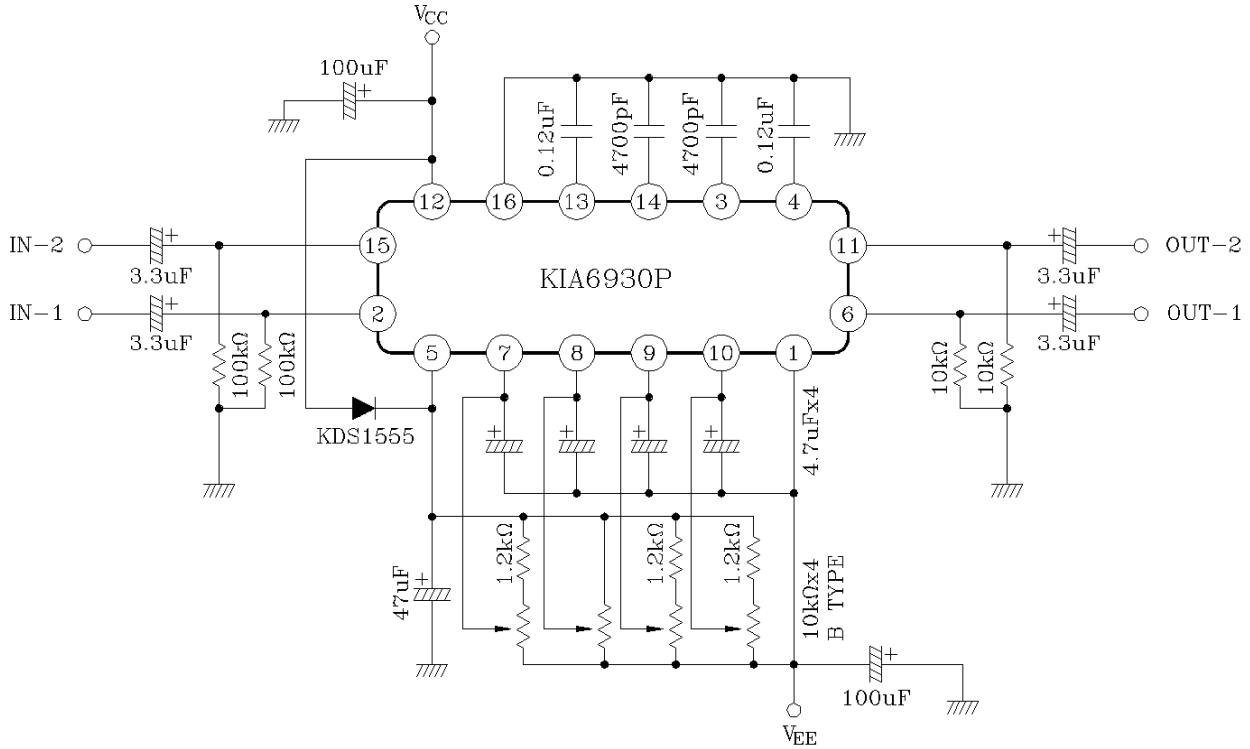 VCC
100uF
0.12uF
4700pF
4700pF
0.12uF
12
16
13
14
3
4
IN-2
3.3uF
15
11
3.3uF
OUT-2
KIA6930P
IN-1
3.3uF
2
6
3.3uF
OUT-1
5
7
8
9
10
1
100kΩ
100kΩ
10kΩ
10kΩ
KDS1555
4.7uFx4
1.2kΩ
1.2kΩ
1.2kΩ
47uF
10kΩx4
B TYPE
100uF
VEE